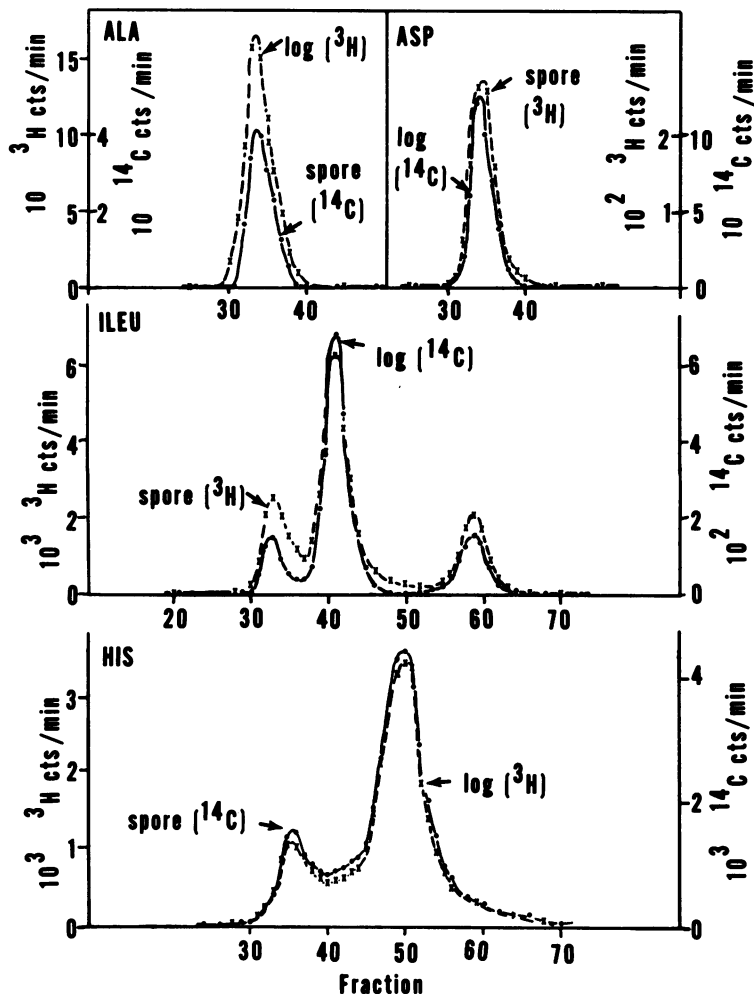 ALA
log (³H)
spore (¹⁴C)
10 ³H cts/min
10 ¹⁴C cts/min
15
10
5
0
4
2
30 40
ASP
spore (³H)
log (¹⁴C)
10² ³H cts/min
10 ¹⁴C cts/min
2
1
10
5
0
30 40
ILEU
log (¹⁴C)
spore (³H)
10³ ³H cts/min
10² ¹⁴C cts/min
6
4
2
0
6
4
2
0
20 30 40 50 60 70
HIS
spore (¹⁴C)
log (³H)
10³ ³H cts/min
10³ ¹⁴C cts/min
3
2
1
0
4
2
0
30 40 50 60 70
Fraction